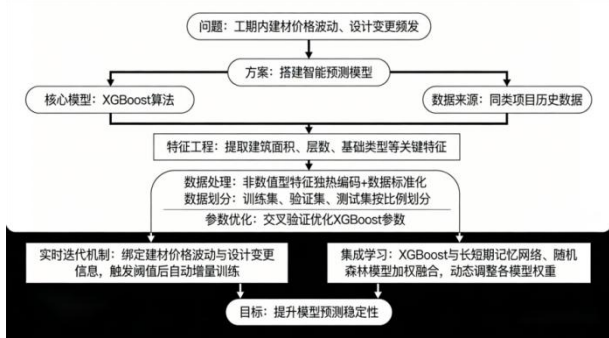 问题：工期内建材价格波动、设计变更频发
方案：搭建智能预测模型
核心模型：XGBoost算法
数据来源：同类项目历史数据
特征工程：提取建筑面积、层数、基础类型等关键特征
数据处理：非数值型特征独热编码+数据标准化
数据划分：训练集、验证集、测试集按比例划分
参数优化：交叉验证优化XGBoost参数
实时迭代机制：绑定建材价格波动与设计变更
信息，触发阈值后自动增量训练
集成学习：XGBoost与长短期记忆网络、随机
森林模型加权融合，动态调整各模型权重
目标：提升模型预测稳定性